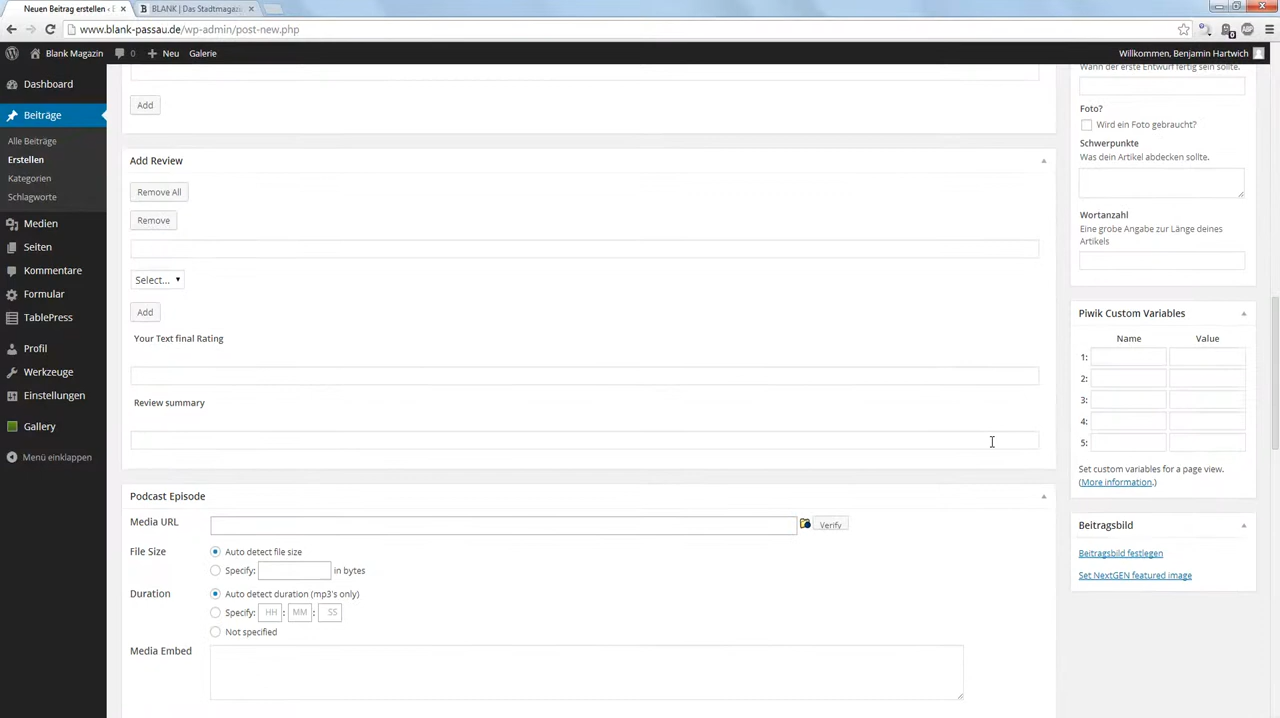 Neuen Beitrag erstellen ‹ B
BLANK | Das Stadtmagaz
www.blank-passau.de/wp-admin/post-new.php
Blank Magazin
0
Neu
Galerie
Willkommen, Benjamin Hartwich
Dashboard
Beiträge
Alle Beiträge
Erstellen
Kategorien
Schlagworte
Medien
Seiten
Kommentare
Formular
TablePress
Profil
Werkzeuge
Einstellungen
Gallery
Menü einklappen
Add
Add Review
Remove All
Remove
Select...
Add
Your Text final Rating
Review summary
Podcast Episode
Media URL
Verify
File Size
Auto detect file size
Specify:
in bytes
Duration
Auto detect duration (mp3's only)
Specify: HH : MM : SS
Not specified
Media Embed
Wann der erste Entwurf fertig sein sollte.
Foto?
Wird ein Foto gebraucht?
Schwerpunkte
Was dein Artikel abdecken sollte.
Wortanzahl
Eine grobe Angabe zur Länge deines
Artikels
Piwik Custom Variables
Name Value
1:
2:
3:
4:
5:
Set custom variables for a page view.
(More information.)
Beitragsbild
Beitragsbild festlegen
Set NextGEN featured image